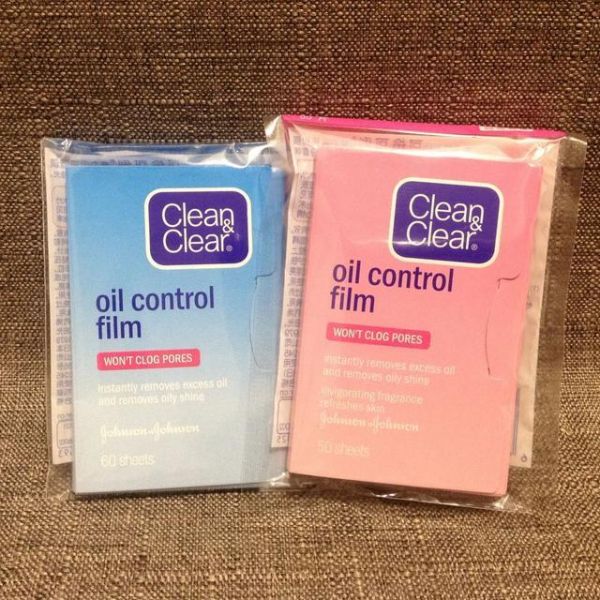 Clean &
Clear®
oil control
film
WON'T CLOG PORES
Instantly removes excess oil
and removes oily shine
Johnson & Johnson
60 sheets
Clean &
Clear®
oil control
film
WON'T CLOG PORES
Instantly removes excess oil
and removes oily shine
Invigorating fragrance
refreshes skin
Johnson & Johnson
50 sheets